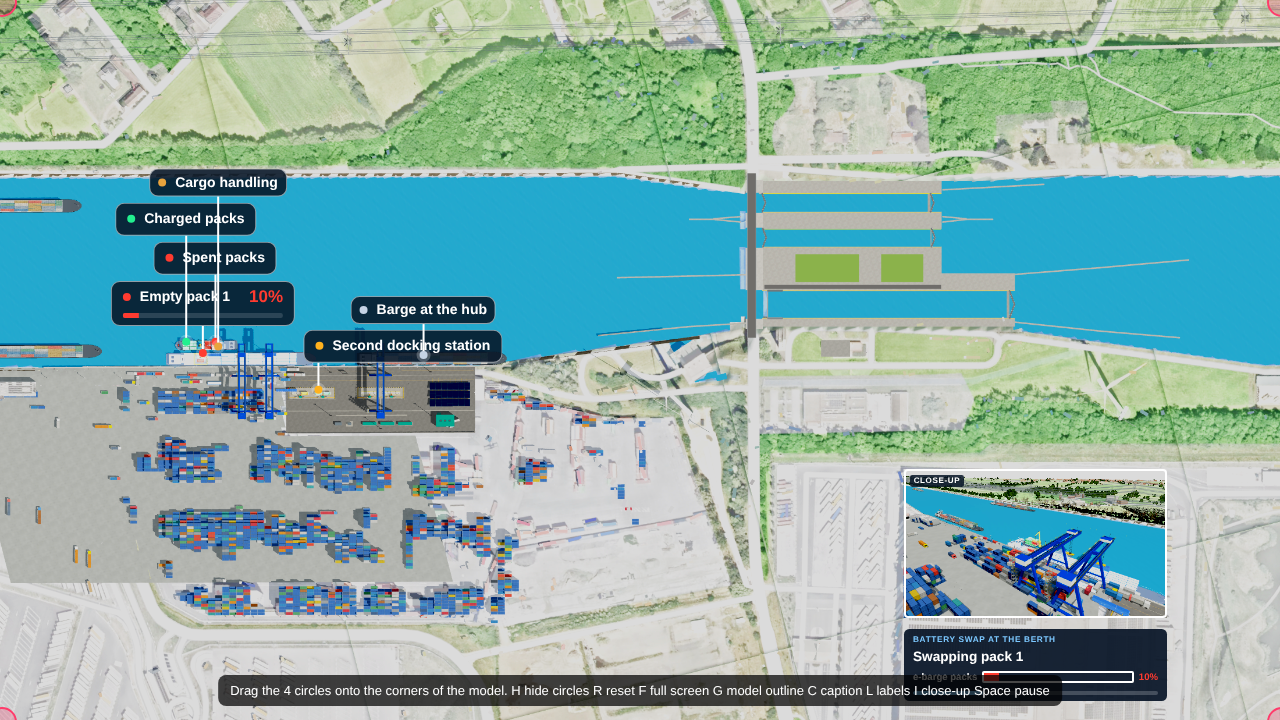 Cargo handling
Charged packs
Spent packs
Empty pack 1 10%
Barge at the hub
Second docking station
CLOSE-UP
BATTERY SWAP AT THE BERTH
Swapping pack 1
e-barge packs 10%
Drag the 4 circles onto the corners of the model. H hide circles R reset F full screen G model outline C caption L labels I close-up Space pause